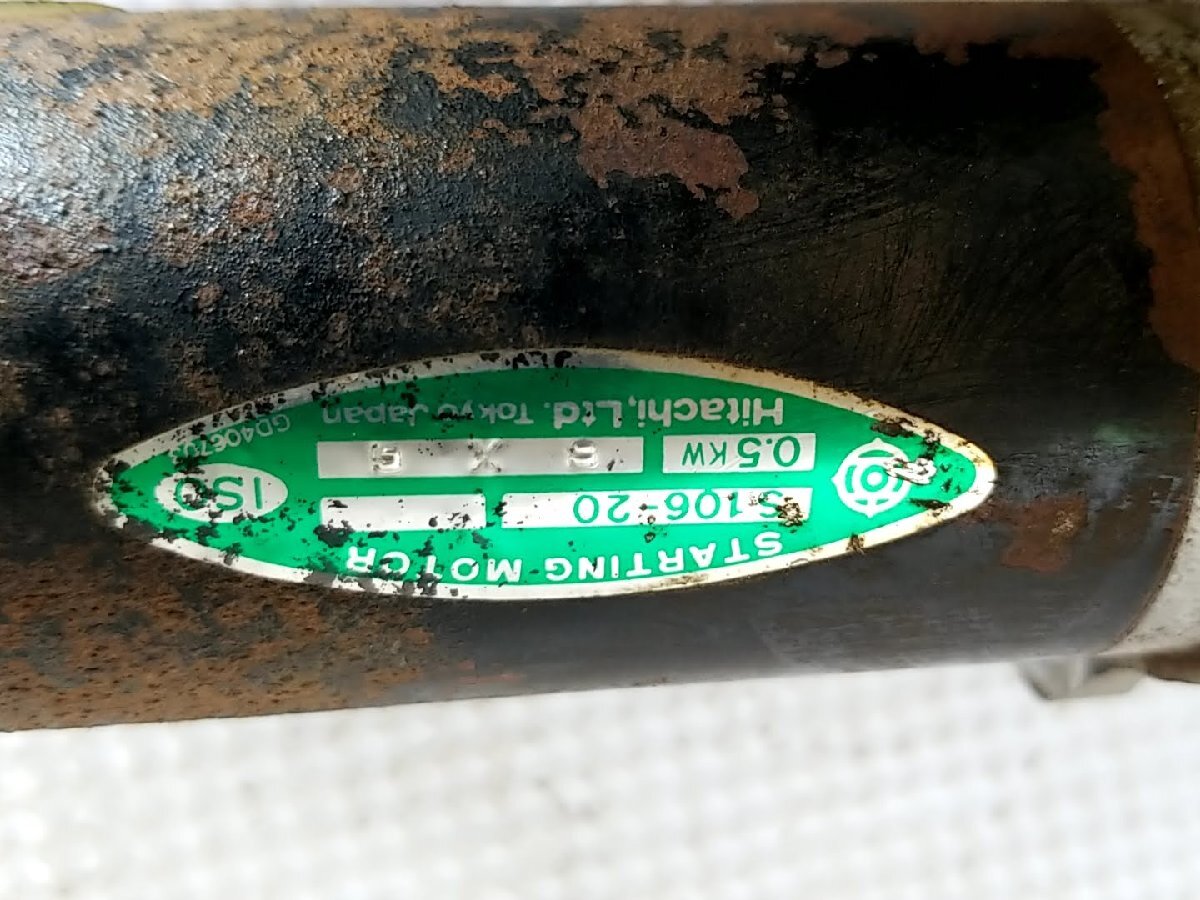 STARTING MOTOR
S106-20
0.5KW
Hitachi, Ltd. Tokyo Japan
ISO